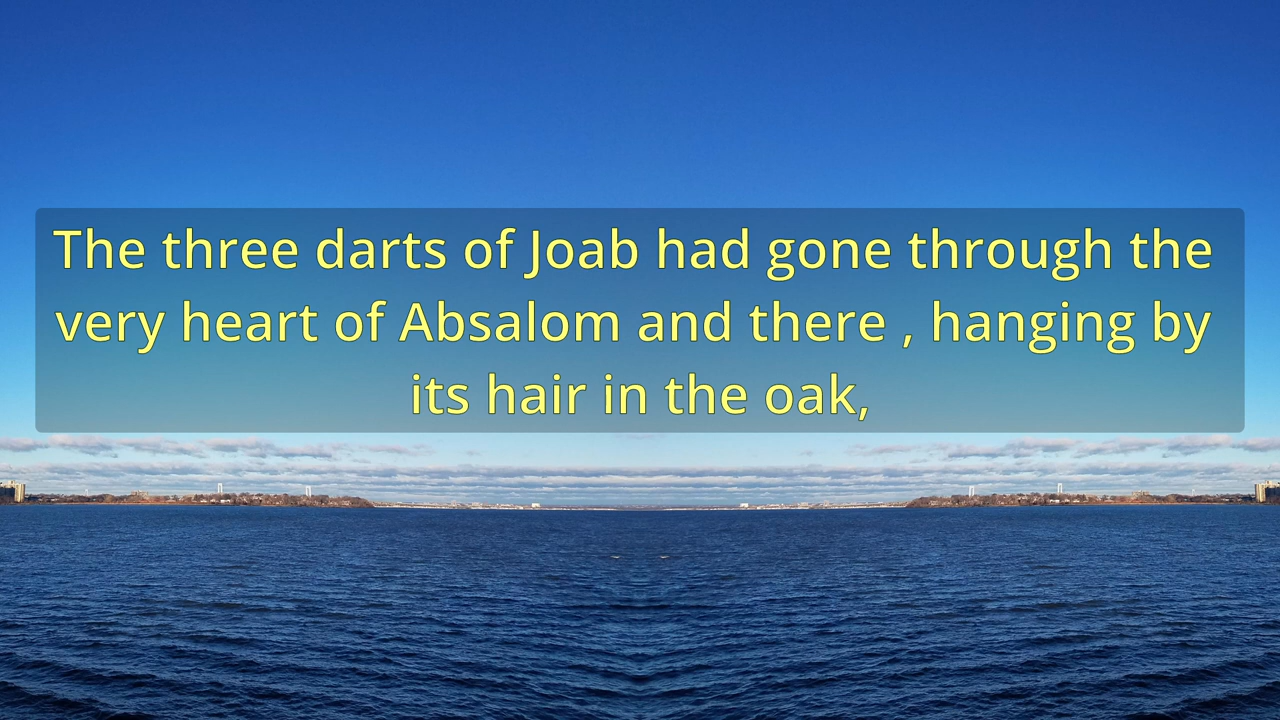 The three darts of Joab had gone through the
very heart of Absalom and there , hanging by
its hair in the oak,